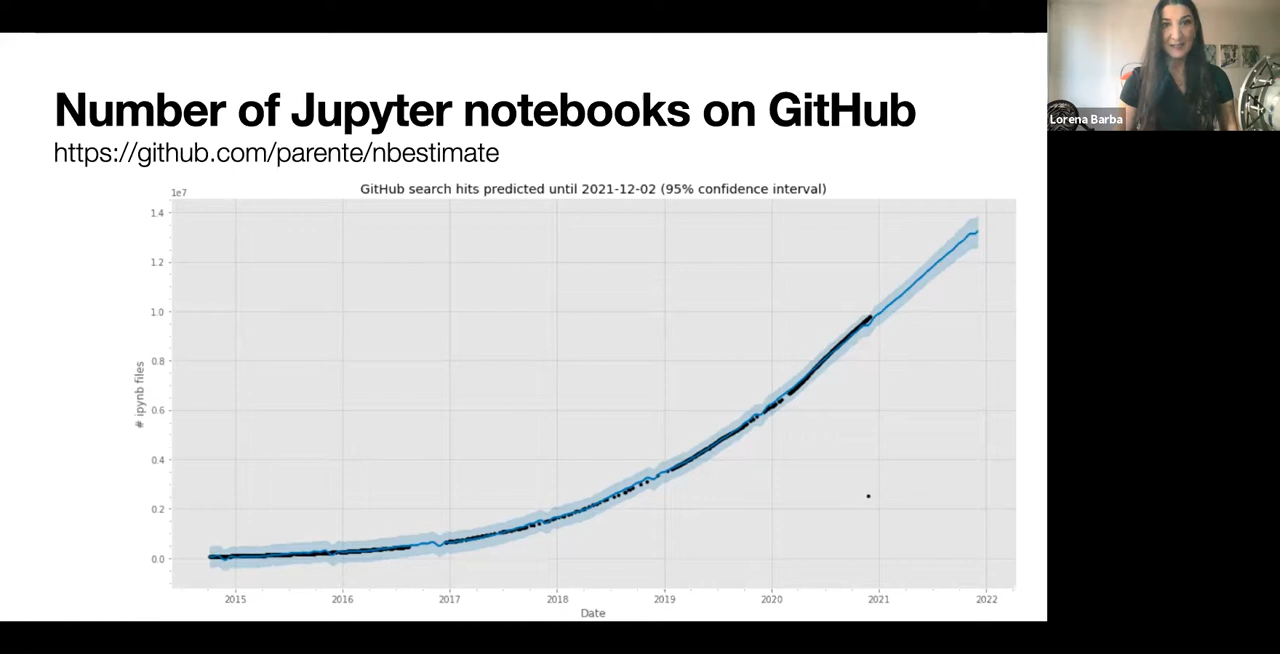 Number of Jupyter notebooks on GitHub
https://github.com/parente/nbestimate
Lorena Barba
GitHub search hits predicted until 2021-12-02 (95% confidence interval)
1e7
1.4
1.2
1.0
0.8
0.6
0.4
0.2
0.0
# ipynb files
2015 2016 2017 2018 2019 2020 2021 2022
Date